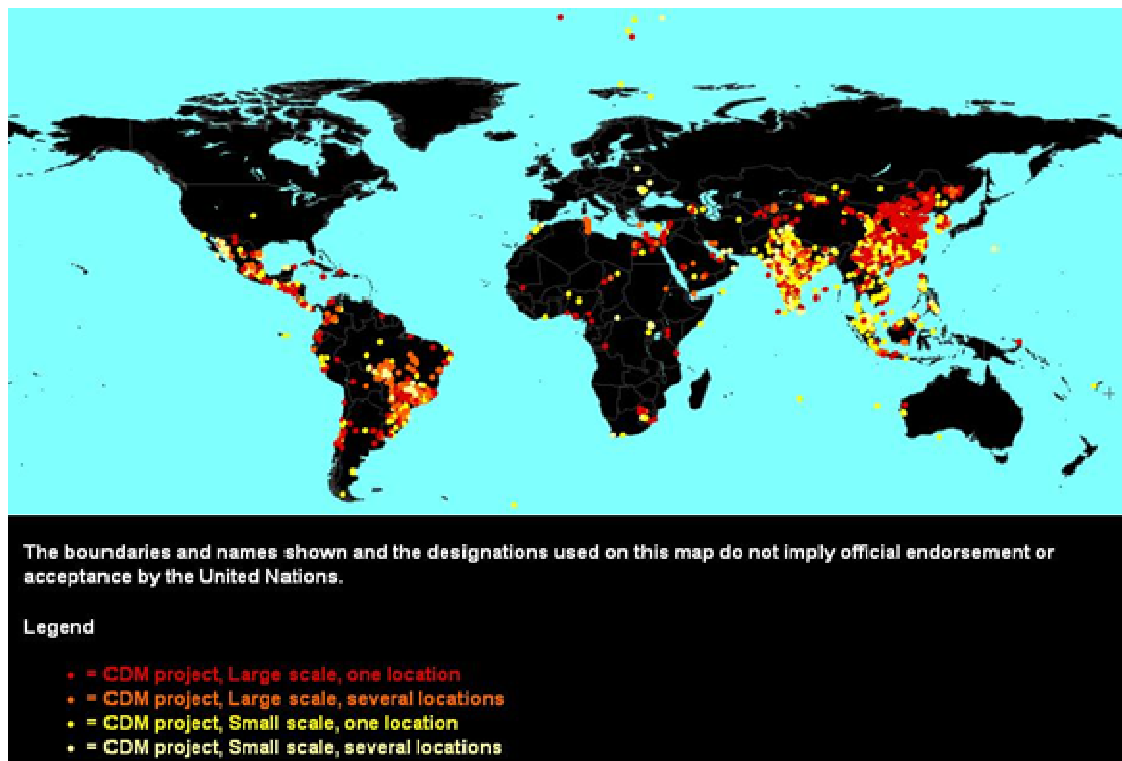 The boundaries and names shown and the designations used on this map do not imply official endorsement or
acceptance by the United Nations.
Legend
• = CDM project, Large scale, one location
• = CDM project, Large scale, several locations
• = CDM project, Small scale, one location
• = CDM project, Small scale, several locations